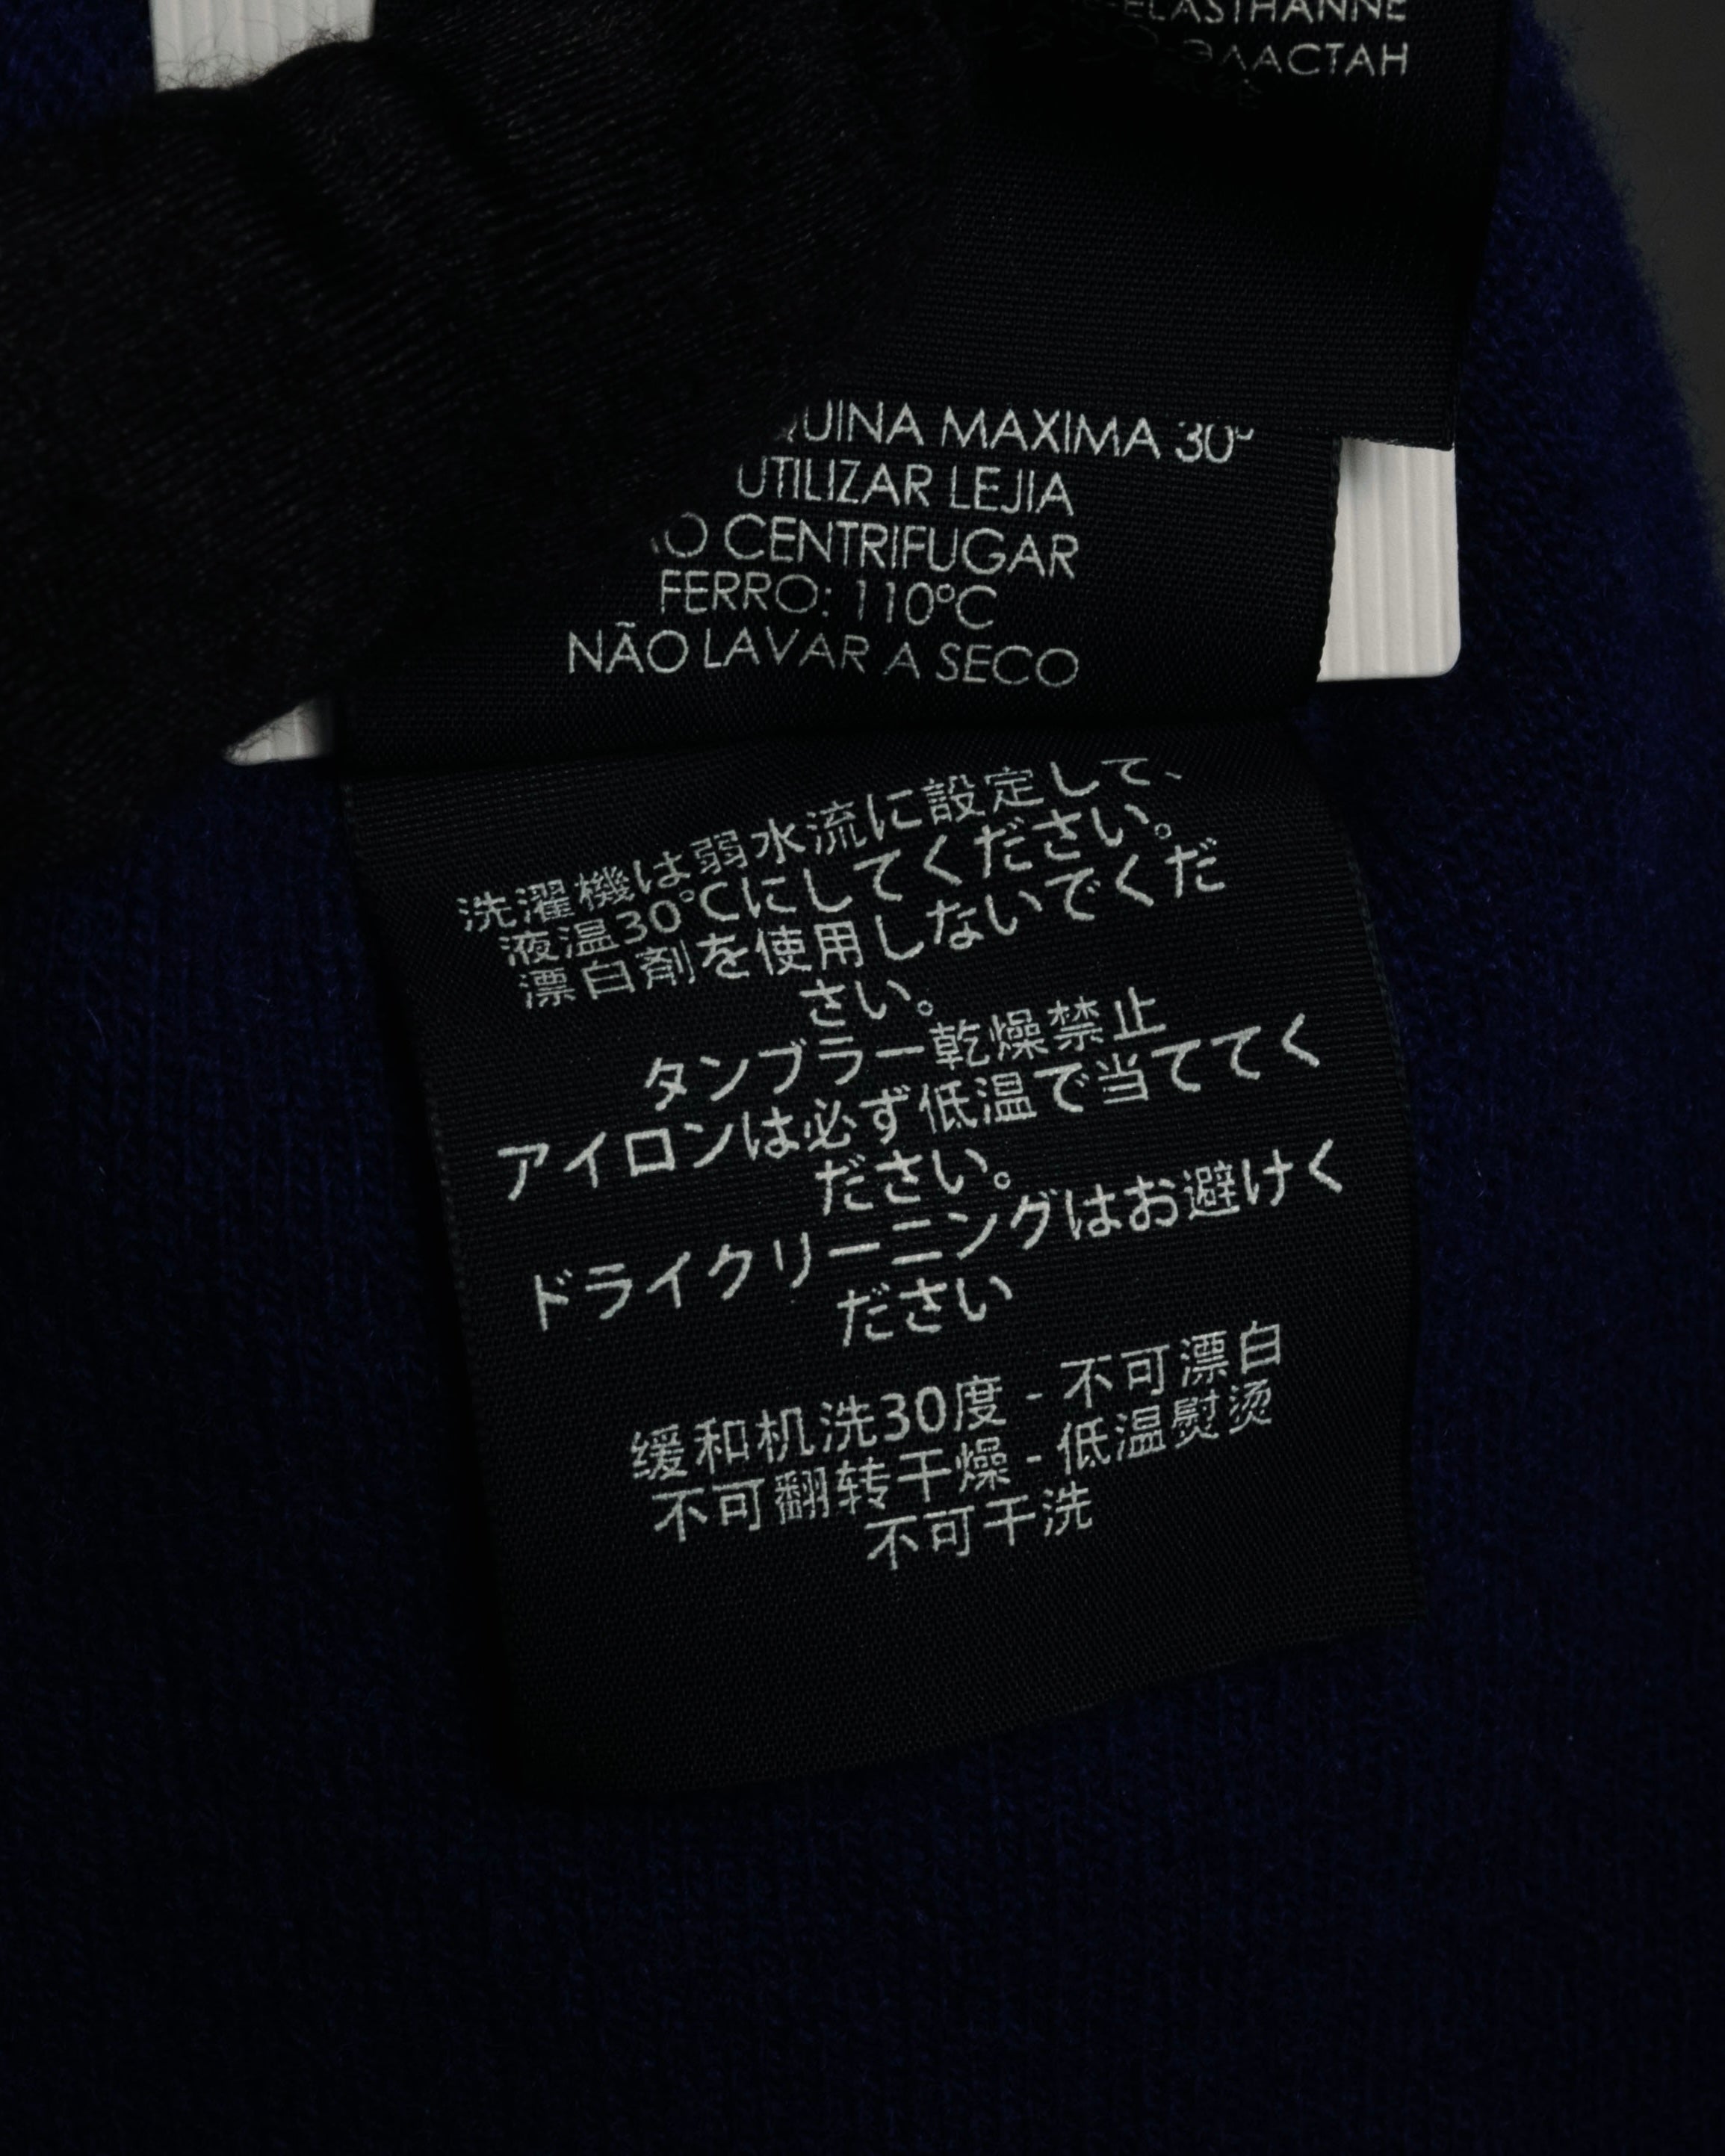 ELASTHANNE
ЭЛАСТАН
MAXIMA 30º
UTILIZAR LEJIA
CENTRIFUGAR
FERRO: 110ºC
NÃO LAVAR A SECO
洗濯機は弱水流に設定して、
液温30℃にしてください。
漂白剤を使用しないでくだ
さい。
タンブラー乾燥禁止
アイロンは必ず低温で当ててく
ださい。
ドライクリーニングはお避けく
ださい
缓和机洗30度 - 不可漂白
不可翻转干燥 - 低温熨烫
不可干洗